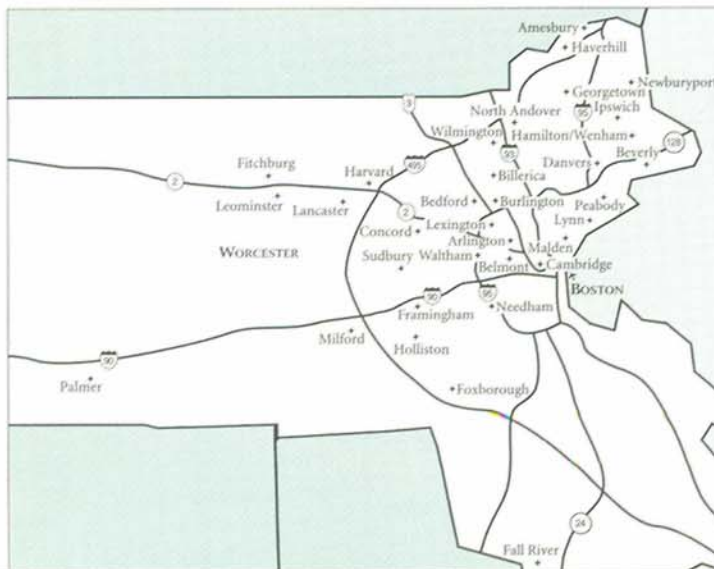 Amesbury
Haverhill
Newburyport
Georgetown
3
95
Ipswich
North Andover
Wilmington
Hamilton/Wenham
128
93
495
Danvers
Beverly
Fitchburg
Harvard
Billerica
2
Leominster
Lancaster
Bedford
Burlington
Peabody
2
Lexington
Lynn
Concord
Arlington
Malden
WORCESTER
Sudbury
Waltham
Belmont
Cambridge
BOSTON
90
95
Framingham
Needham
Milford
Holliston
90
Palmer
Foxborough
24
Fall River